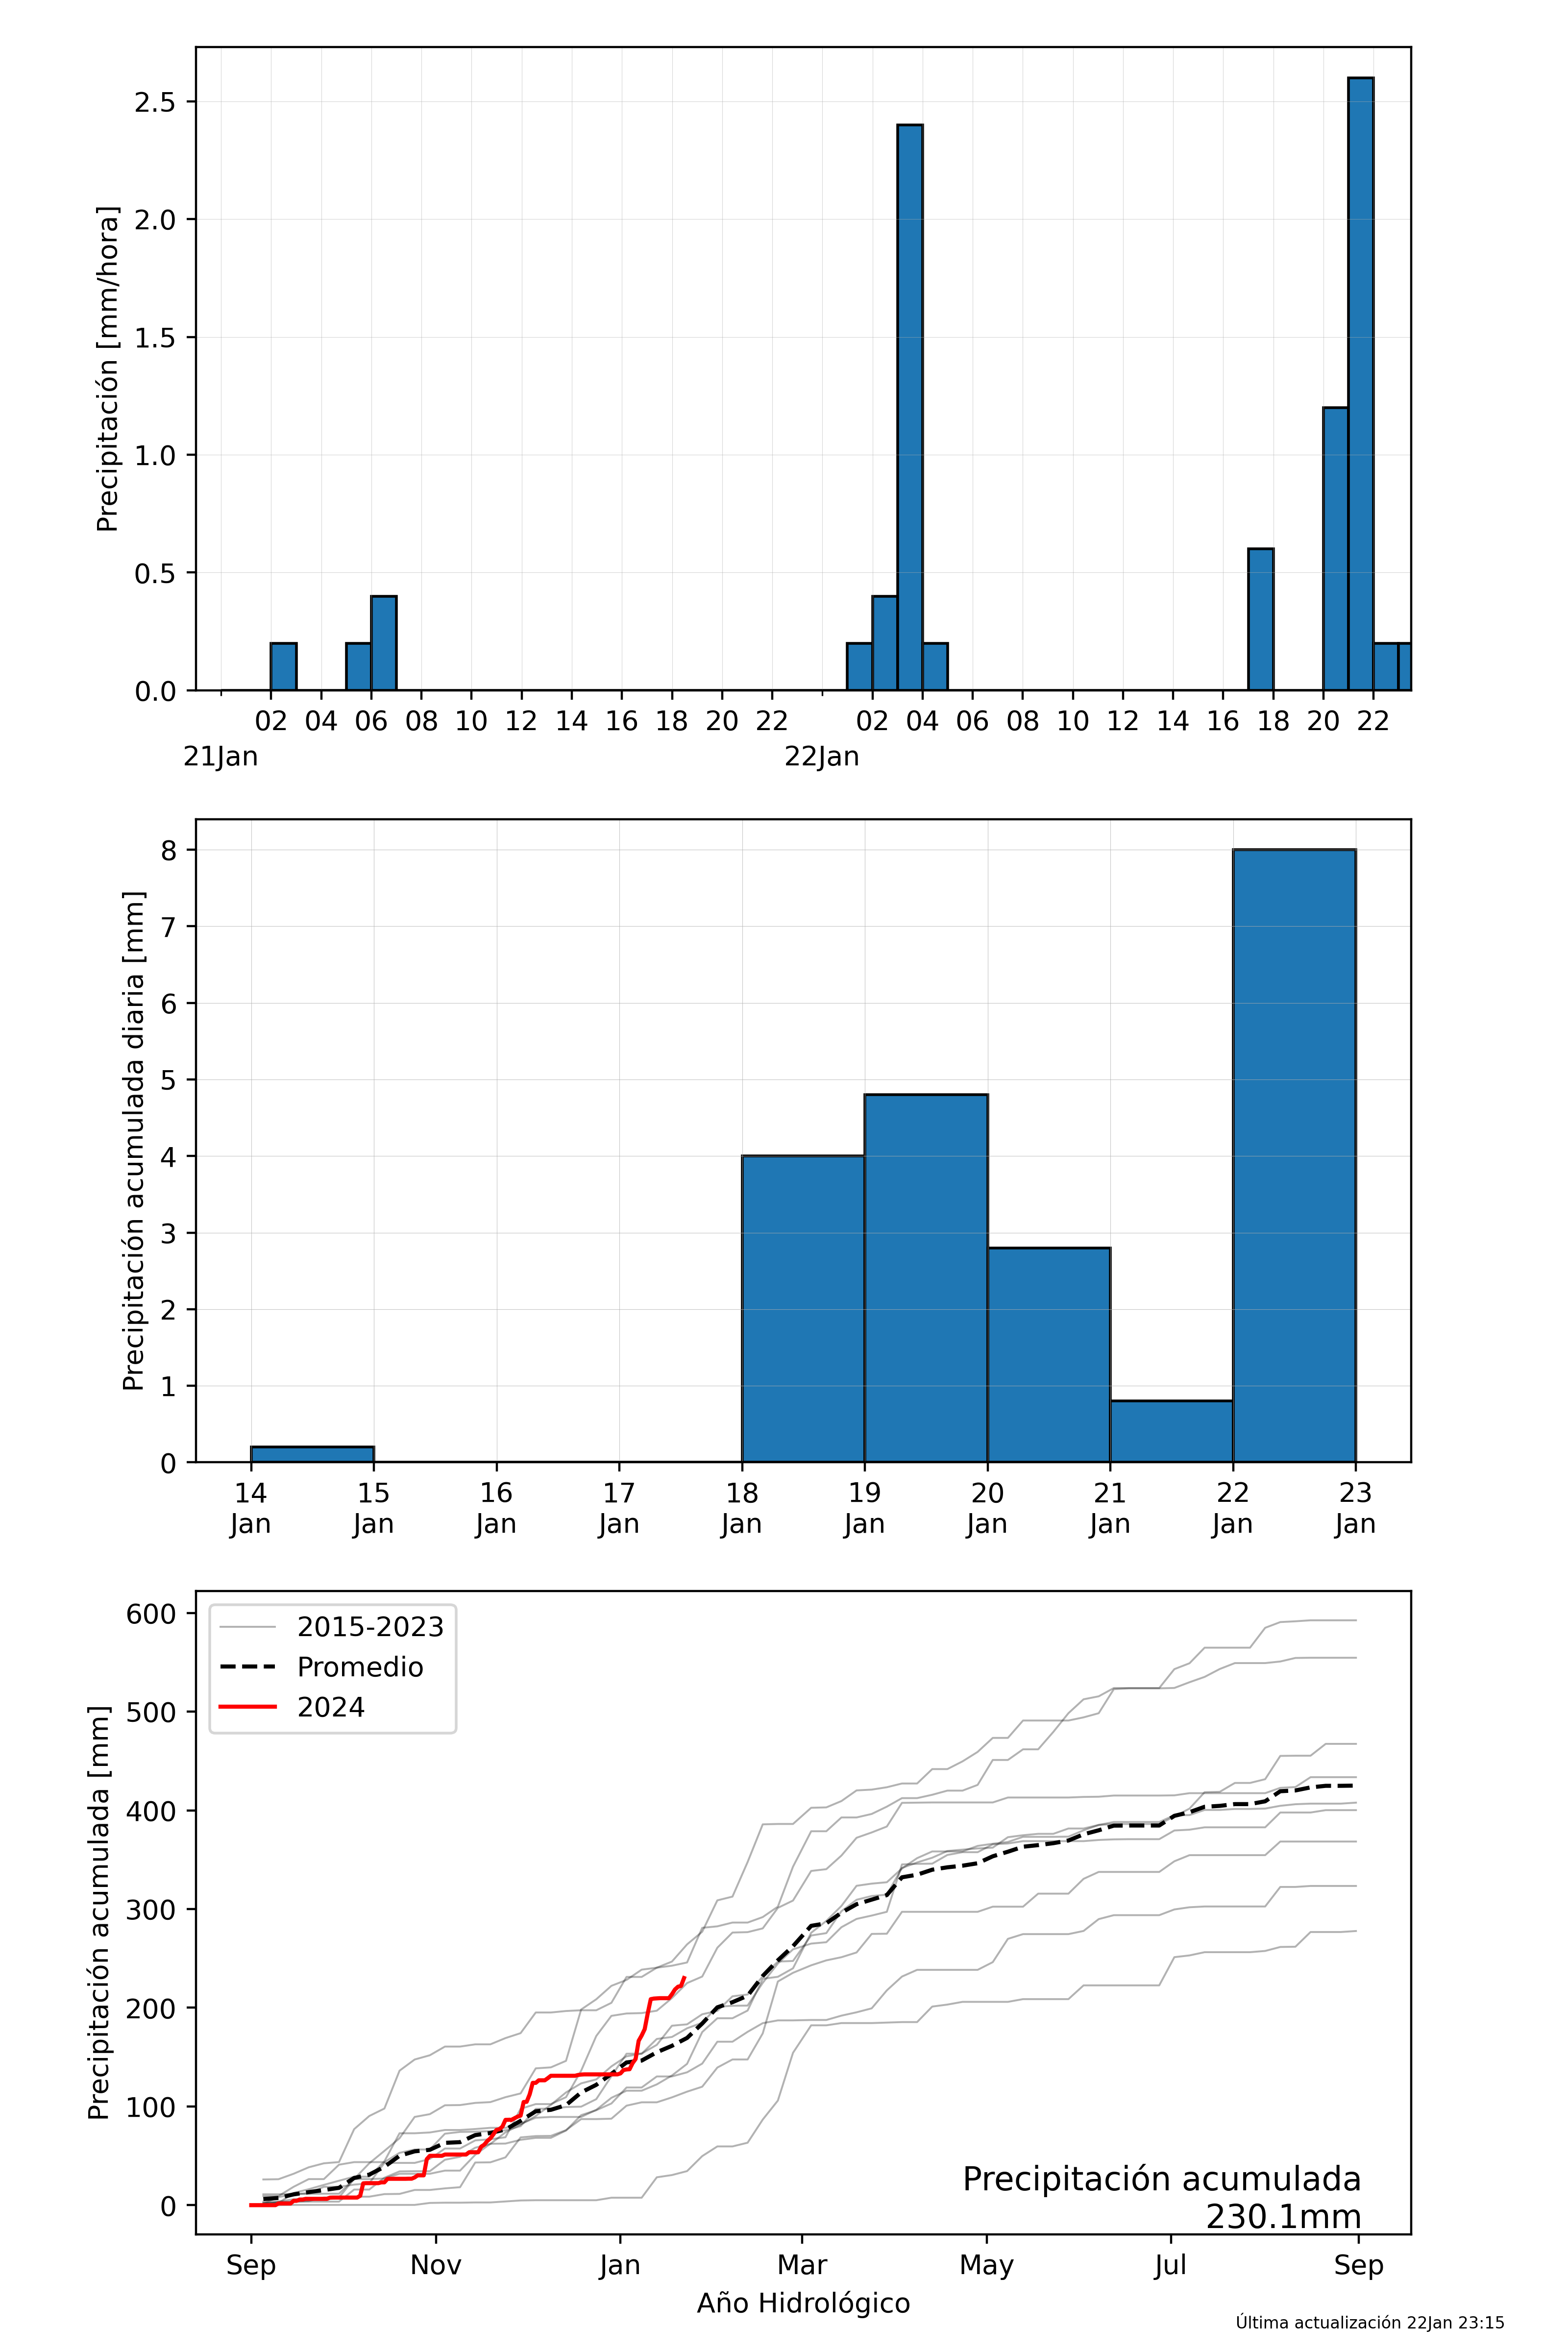 Precipitación [mm/hora]
2.5
2.0
1.5
1.0
0.5
0.0
02 04 06 08 10 12 14 16 18 20 22 02 04 06 08 10 12 14 16 18 20 22
21Jan 22Jan
Precipitación acumulada diaria [mm]
8
7
6
5
4
3
2
1
0
14 15 16 17 18 19 20 21 22 23
Jan Jan Jan Jan Jan Jan Jan Jan Jan Jan
Precipitación acumulada [mm]
600
500
400
300
200
100
0
2015-2023
Promedio
2024
Precipitación acumulada
230.1mm
Sep Nov Jan Mar May Jul Sep
Año Hidrológico
Última actualización 22Jan 23:15